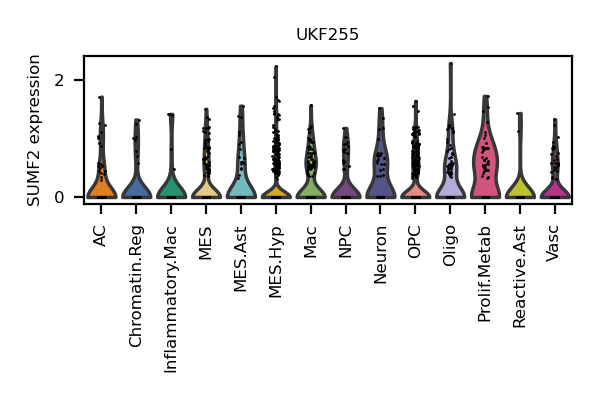 UKF255
SUMF2 expression
2
0
AC
Chromatin.Reg
Inflammatory.Mac
MES
MES.Ast
MES.Hyp
Mac
NPC
Neuron
OPC
Oligo
Prolif.Metab
Reactive.Ast
Vasc